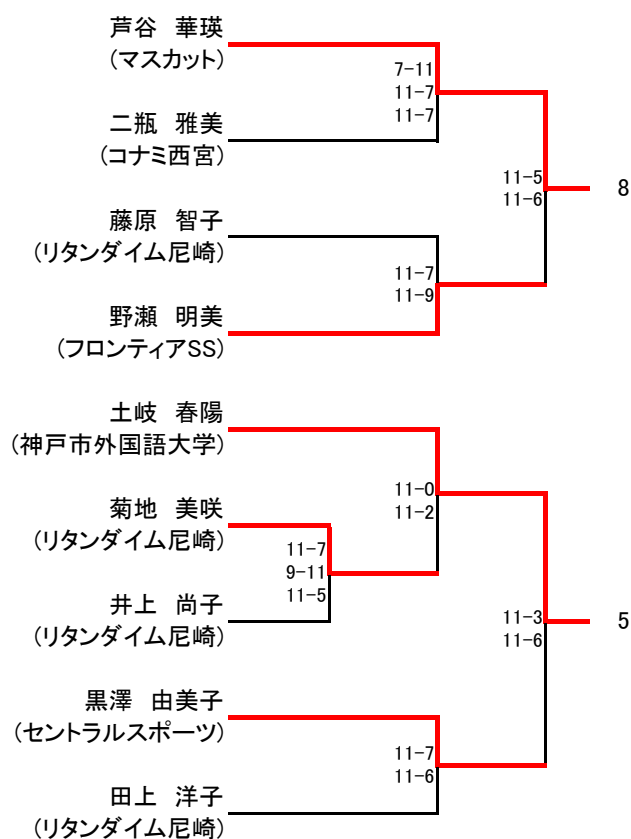 芦谷　華瑛
(マスカット)
7-11
11-7
11-7
二瓶　雅美
(コナミ西宮)
11-5
11-6
8
藤原　智子
(リタンダイム尼崎)
11-7
11-9
野瀬　明美
(フロンティアSS)
土岐　春陽
(神戸市外国語大学)
11-0
11-2
菊地　美咲
(リタンダイム尼崎)
11-7
9-11
11-5
井上　尚子
(リタンダイム尼崎)
11-3
11-6
5
黒澤　由美子
(セントラルスポーツ)
11-7
11-6
田上　洋子
(リタンダイム尼崎)